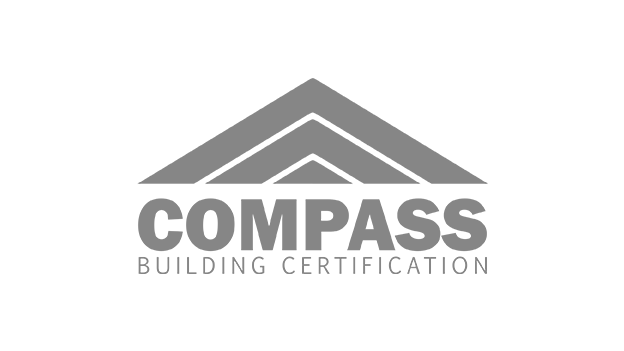 COMPASS
BUILDING CERTIFICATION